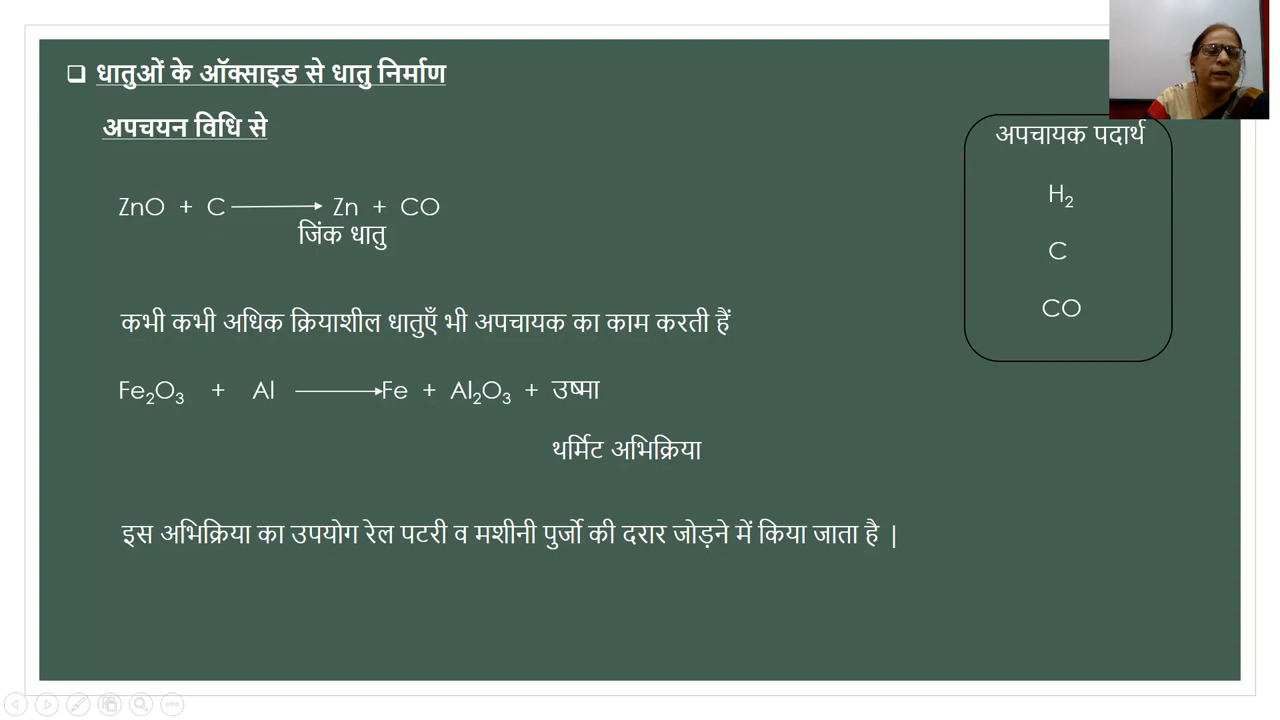 ❑ धातुओं के ऑक्साइड से धातु निर्माण
अपचयन विधि से
अपचायक पदार्थ
H₂
C
CO
ZnO + C ⟶ Zn + CO
जिंक धातु
कभी कभी अधिक क्रियाशील धातुएँ भी अपचायक का काम करती हैं
Fe₂O₃ + Al ⟶ Fe + Al₂O₃ + उष्मा
थर्मिट अभिक्रिया
इस अभिक्रिया का उपयोग रेल पटरी व मशीनी पुर्जो की दरार जोड़ने में किया जाता है |